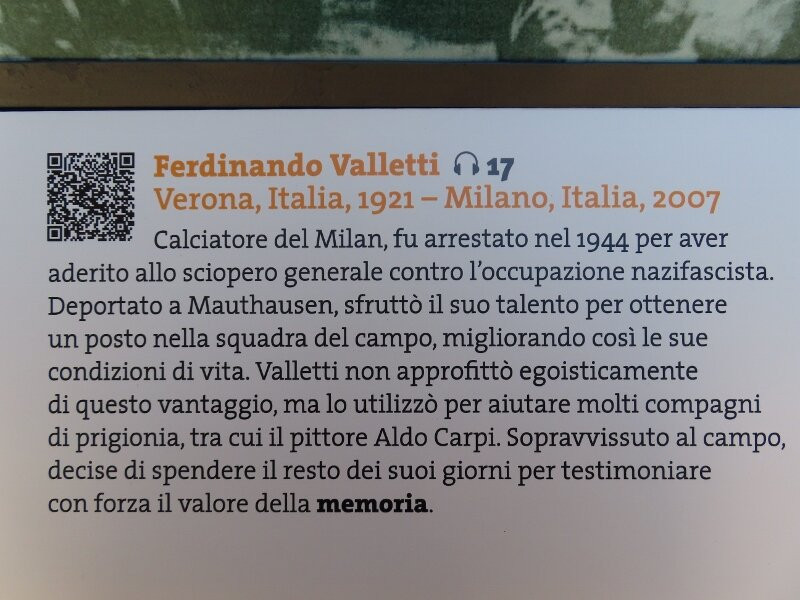 Ferdinando Valletti 17
Verona, Italia, 1921 – Milano, Italia, 2007
Calciatore del Milan, fu arrestato nel 1944 per aver
aderito allo sciopero generale contro l'occupazione nazifascista.
Deportato a Mauthausen, sfruttò il suo talento per ottenere
un posto nella squadra del campo, migliorando così le sue
condizioni di vita. Valletti non approfittò egoisticamente
di questo vantaggio, ma lo utilizzò per aiutare molti compagni
di prigionia, tra cui il pittore Aldo Carpi. Sopravvissuto al campo,
decise di spendere il resto dei suoi giorni per testimoniare
con forza il valore della memoria.